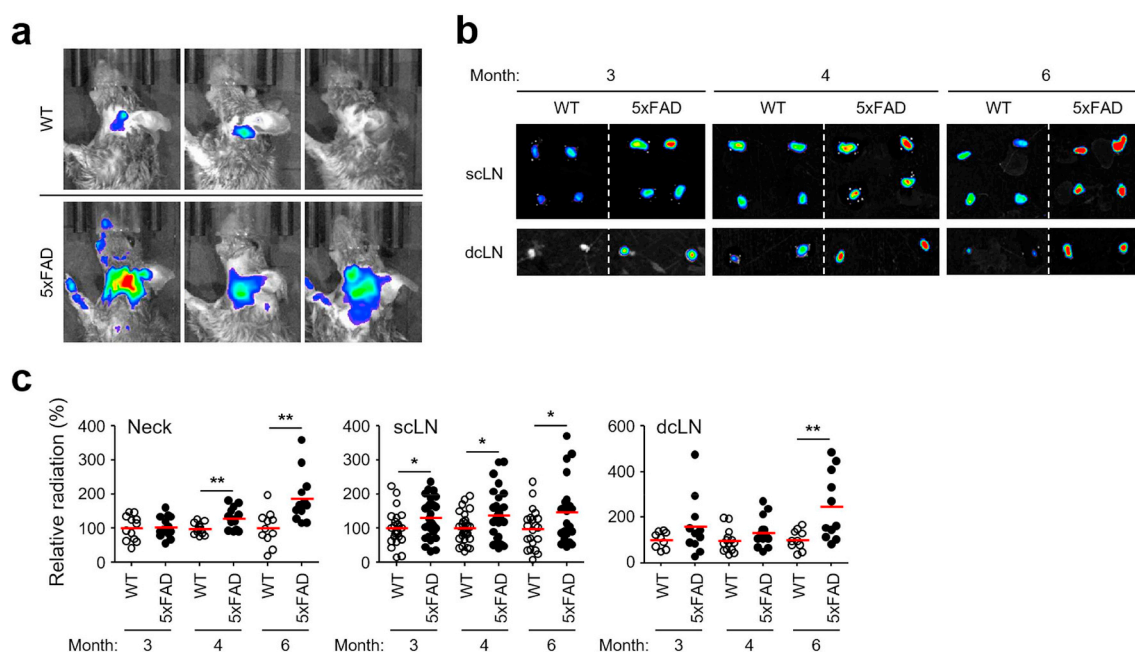 a
WT
5xFAD
b
Month: 3 4 6
WT 5xFAD WT 5xFAD WT 5xFAD
scLN
dcLN
c
Relative radiation (%)
Neck
400
300
200
100
0
**
**
WT 5xFAD WT 5xFAD WT 5xFAD
Month: 3 4 6
scLN
400
300
200
100
0
*
*
*
WT 5xFAD WT 5xFAD WT 5xFAD
Month: 3 4 6
dcLN
600
400
200
0
**
WT 5xFAD WT 5xFAD WT 5xFAD
Month: 3 4 6